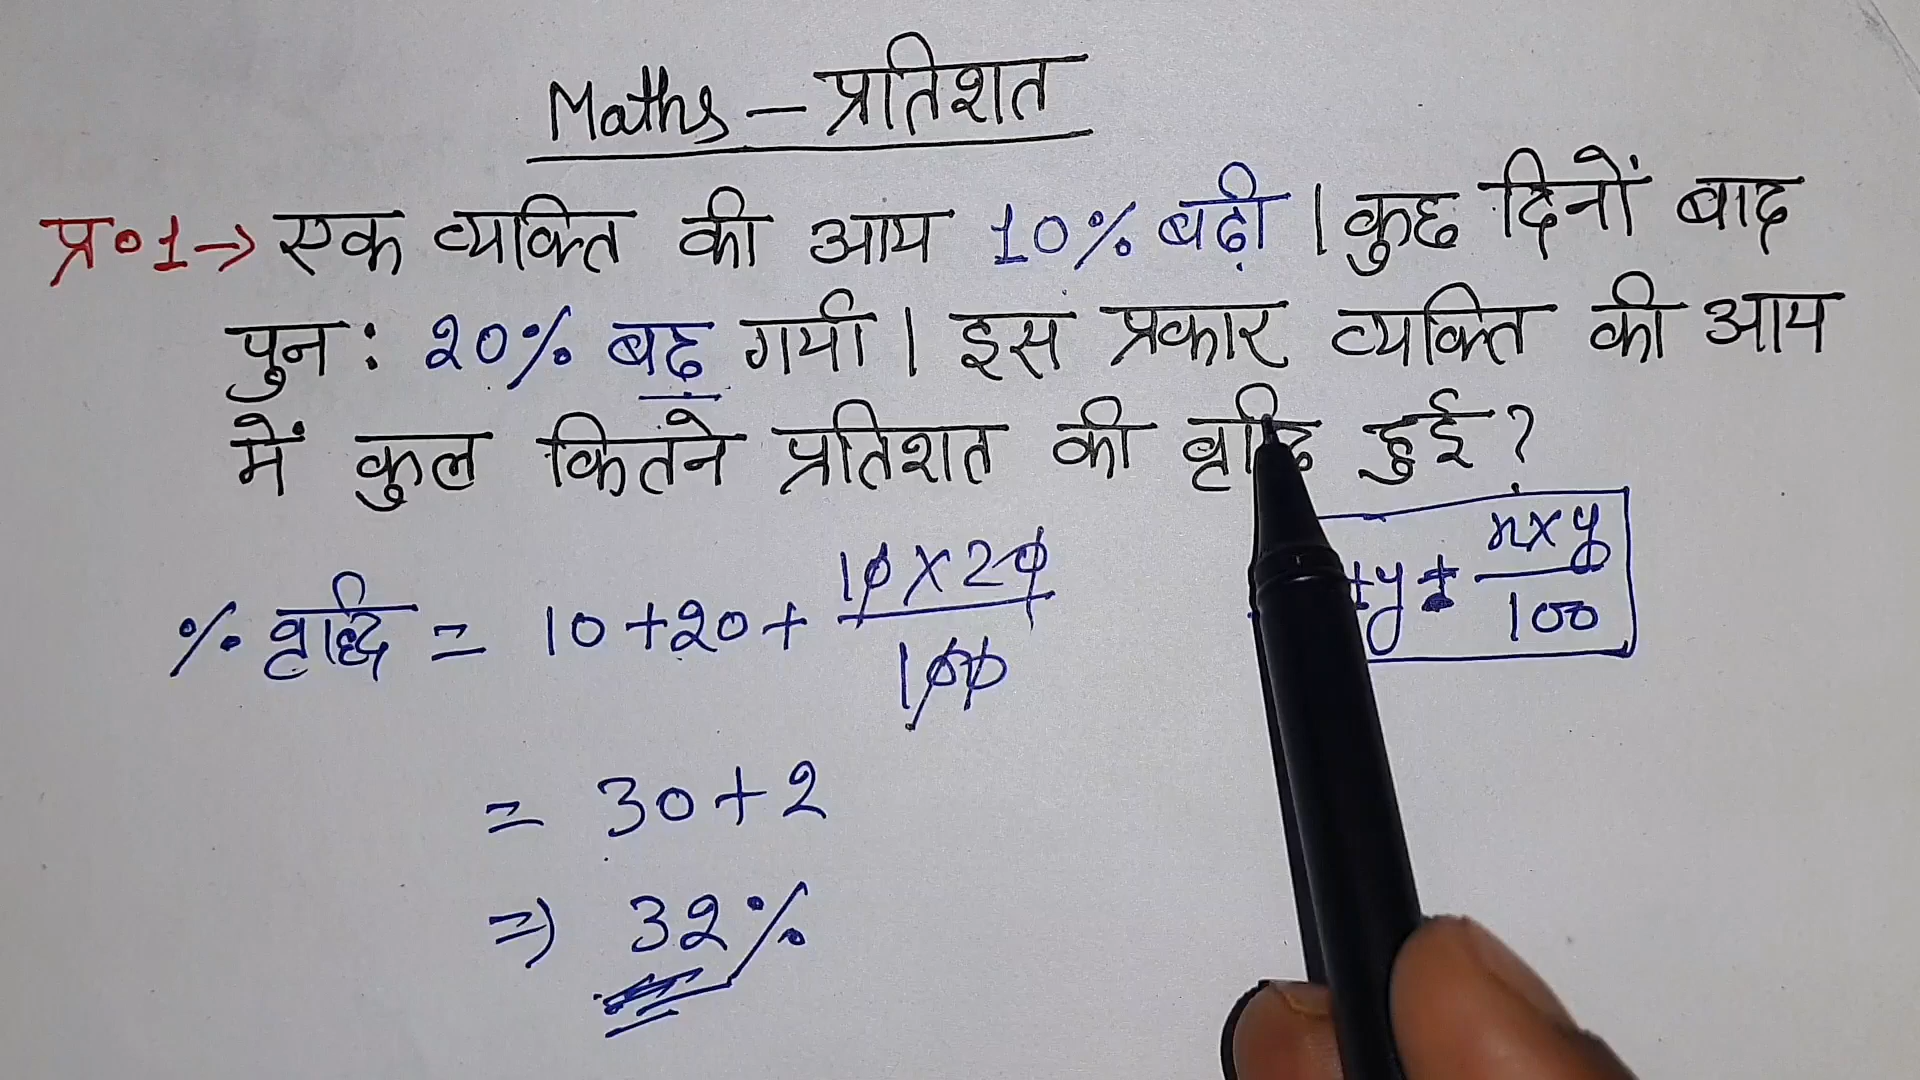 Maths – प्रतिशत
प्र०1→ एक व्यक्ति की आय 10% बढ़ी । कुछ दिनों बाद
पुन: 20% बढ़ गयी । इस प्रकार व्यक्ति की आय
में कुल कितने प्रतिशत की वृद्धि हुई ?
+y ± x×y/100
% वृद्धि = 10+20+ 10×20/100
= 30+2
⇒ 32%